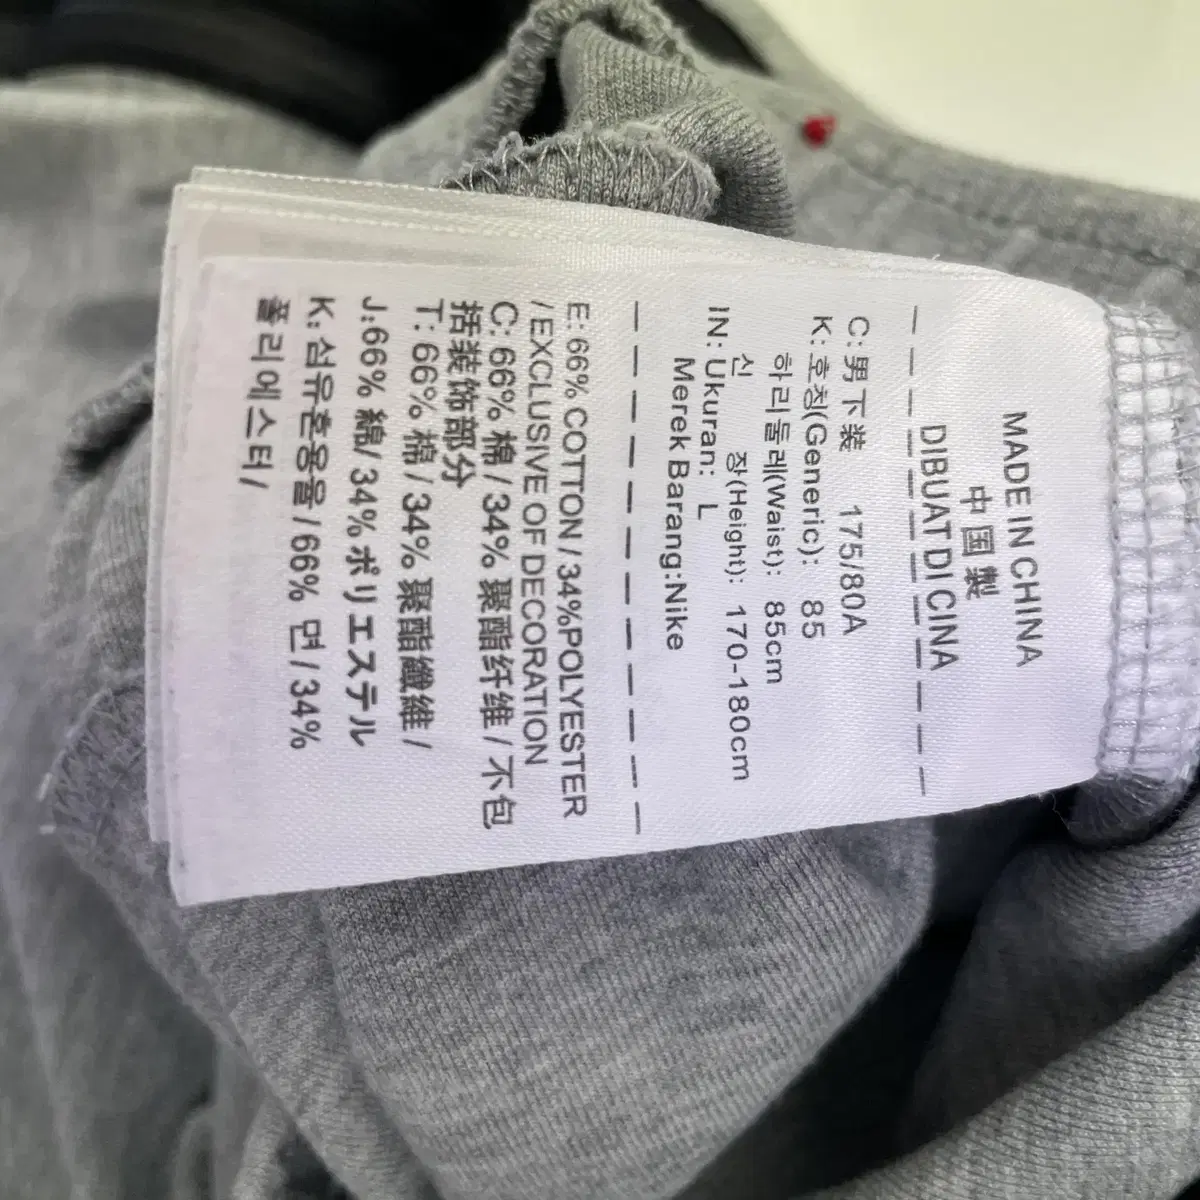 MADE IN CHINA
中国製
DIBUAT DI CINA
C: 男下装 175/80A
K: 호칭(Generic): 85
허리둘레(Waist): 85cm
신 장(Height): 170-180cm
IN: Ukuran: L
Merek Barang:Nike
E: 66% COTTON / 34%POLYESTER
/ EXCLUSIVE OF DECORATION
C: 66% 棉 / 34% 聚酯纤维 / 不包
括装饰部分
T: 66% 棉 / 34% 聚酯纖維 /
J:66% 綿/ 34% ポリエステル
K: 섬유혼용율 / 66% 면 / 34%
폴리에스터 /